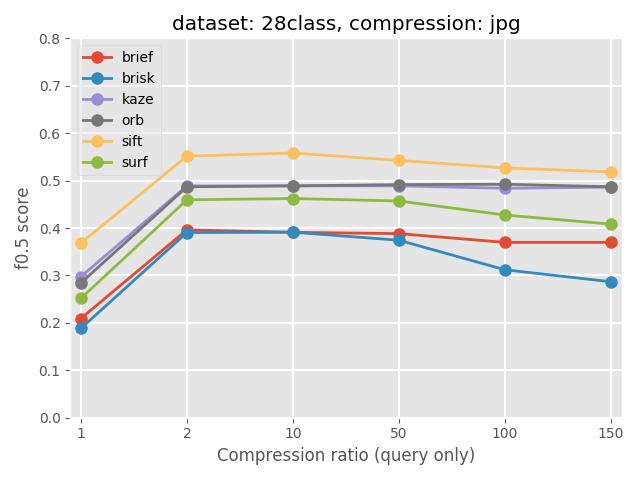 dataset: 28class, compression: jpg
0.8
0.7
0.6
0.5
0.4
0.3
0.2
0.1
0.0
f0.5 score
brief
brisk
kaze
orb
sift
surf
1 2 10 50 100 150
Compression ratio (query only)